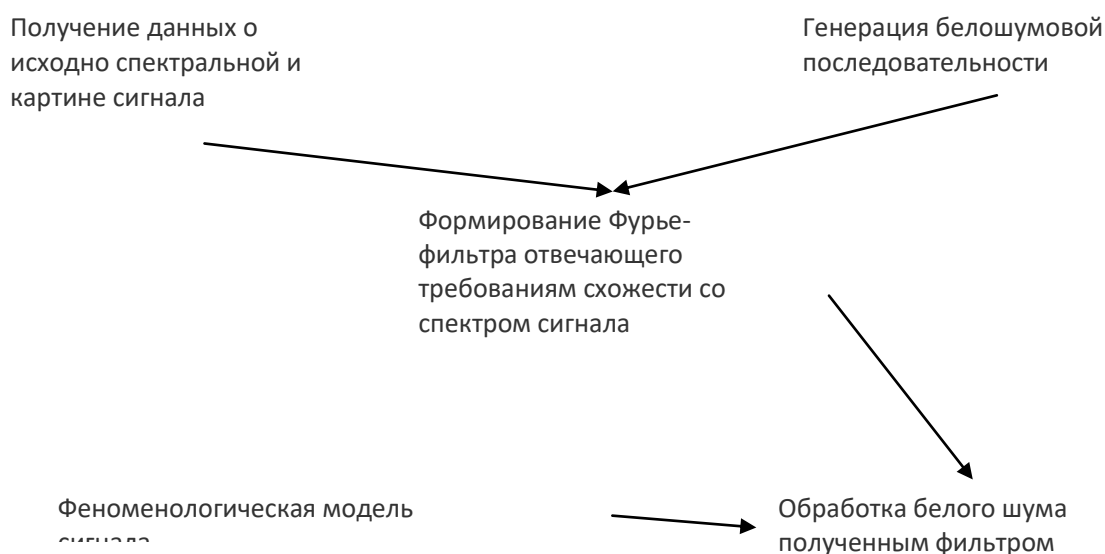 Получение данных о
исходно спектральной и
картине сигнала
Генерация белошумовой
последовательности
Формирование Фурье-
фильтра отвечающего
требованиям схожести со
спектром сигнала
Феноменологическая модель
сигнала
Обработка белого шума
полученным фильтром